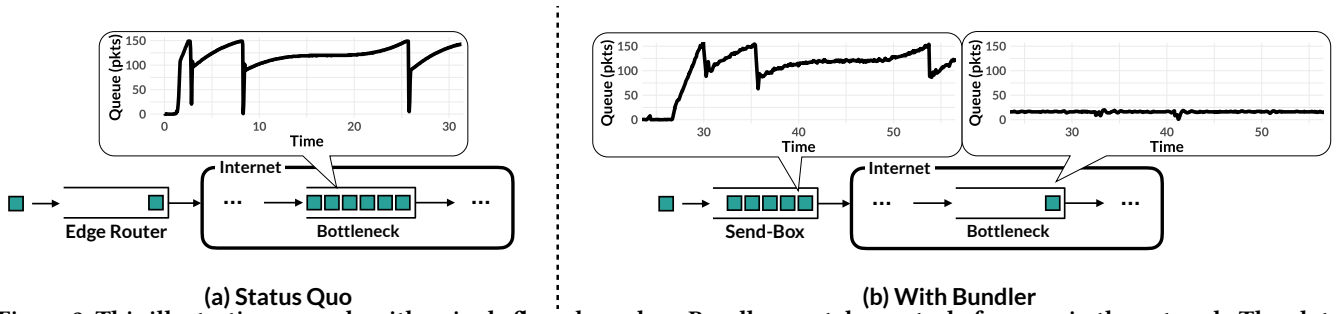 Queue (pkts)
150
100
50
0
0
10
20
30
Time
Internet
...
...
Edge Router
Bottleneck
(a) Status Quo
Queue (pkts)
150
100
50
0
30
40
50
Time
Queue (pkts)
150
100
50
0
30
40
50
Time
Internet
...
...
Send-Box
Bottleneck
(b) With Bundler